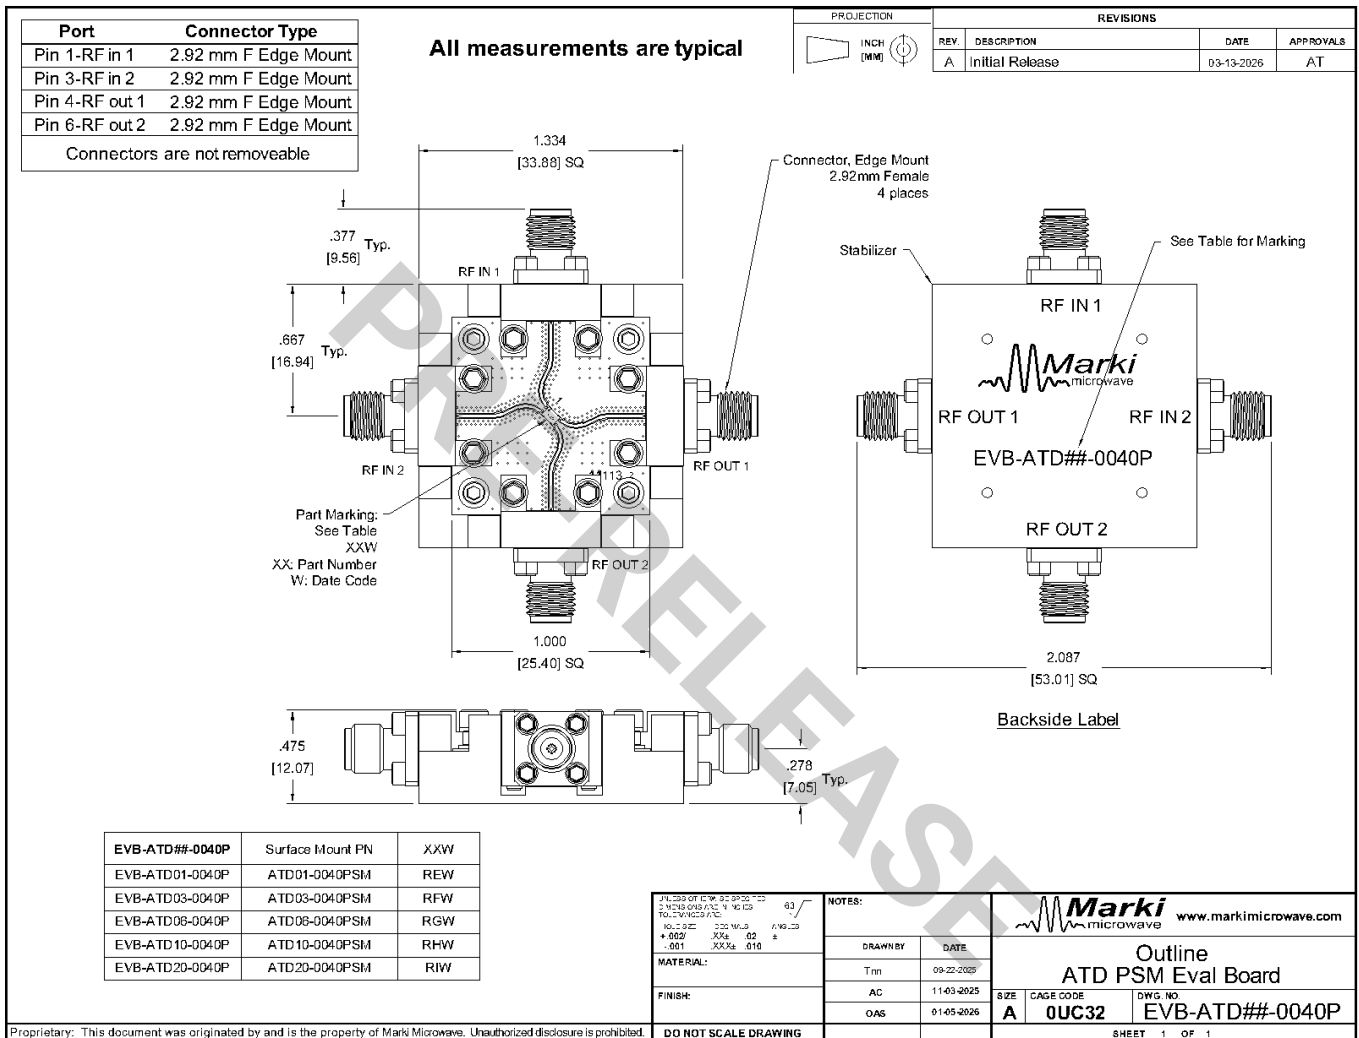 Port Connector Type
Pin 1-RF in 1 2.92 mm F Edge Mount
Pin 3-RF in 2 2.92 mm F Edge Mount
Pin 4-RF out 1 2.92 mm F Edge Mount
Pin 6-RF out 2 2.92 mm F Edge Mount
Connectors are not removeable
All measurements are typical
PROJECTION
INCH
[MM]
REVISIONS
REV. DESCRIPTION DATE APPROVALS
A Initial Release 03-13-2026 AT
1.334
[33.88] SQ
Connector, Edge Mount
2.92mm Female
4 places
.377
[9.56]
Typ.
RF IN 1
.667
[16.94]
Typ.
RF IN 2
RF OUT 1
RF OUT 2
Part Marking:
See Table
XXW
XX: Part Number
W: Date Code
1.000
[25.40] SQ
Stabilizer
See Table for Marking
RF IN 1
Marki
microwave
RF OUT 1 RF IN 2
EVB-ATD##-0040P
RF OUT 2
2.087
[53.01] SQ
Backside Label
.475
[12.07]
.278
[7.05]
Typ.
PRE-RELEASE
EVB-ATD##-0040P Surface Mount PN XXW
EVB-ATD01-0040P ATD01-0040PSM REW
EVB-ATD03-0040P ATD03-0040PSM RFW
EVB-ATD06-0040P ATD06-0040PSM RGW
EVB-ATD10-0040P ATD10-0040PSM RHW
EVB-ATD20-0040P ATD20-0040PSM RIW
63
+.002/ .XX± .02 ±
-.001 .XXX± .010
MATERIAL:
FINISH:
DO NOT SCALE DRAWING
NOTES:
DRAWN BY DATE
09-22-2025
AC 11-03-2025
OAS 01-05-2026
Marki
microwave
www.markimicrowave.com
Outline
ATD PSM Eval Board
SIZE CAGE CODE DWG. NO.
A 0UC32 EVB-ATD##-0040P
SHEET 1 OF 1
Proprietary: This document was originated by and is the property of Marki Microwave. Unauthorized disclosure is prohibited.